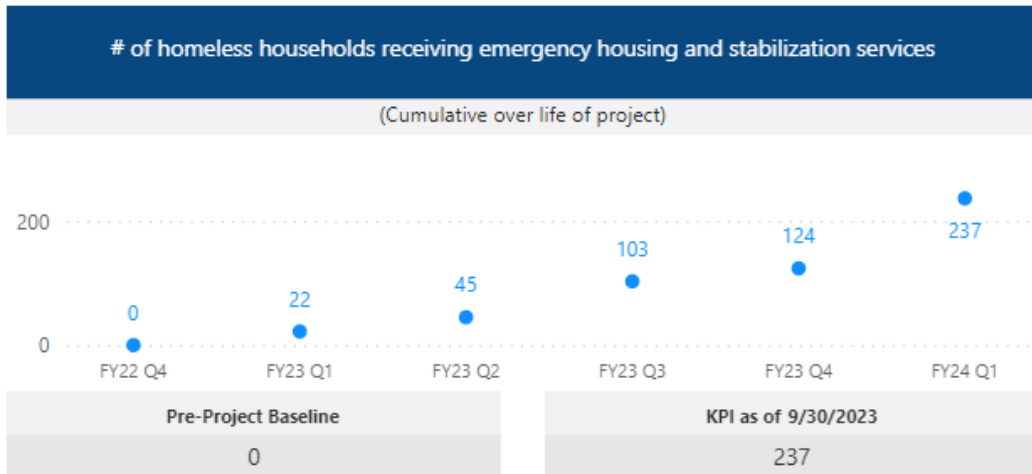 # of homeless households receiving emergency housing and stabilization services
(Cumulative over life of project)
200
237
124
103
45
22
0
0
FY22 Q4 FY23 Q1 FY23 Q2 FY23 Q3 FY23 Q4 FY24 Q1
Pre-Project Baseline KPI as of 9/30/2023
0 237